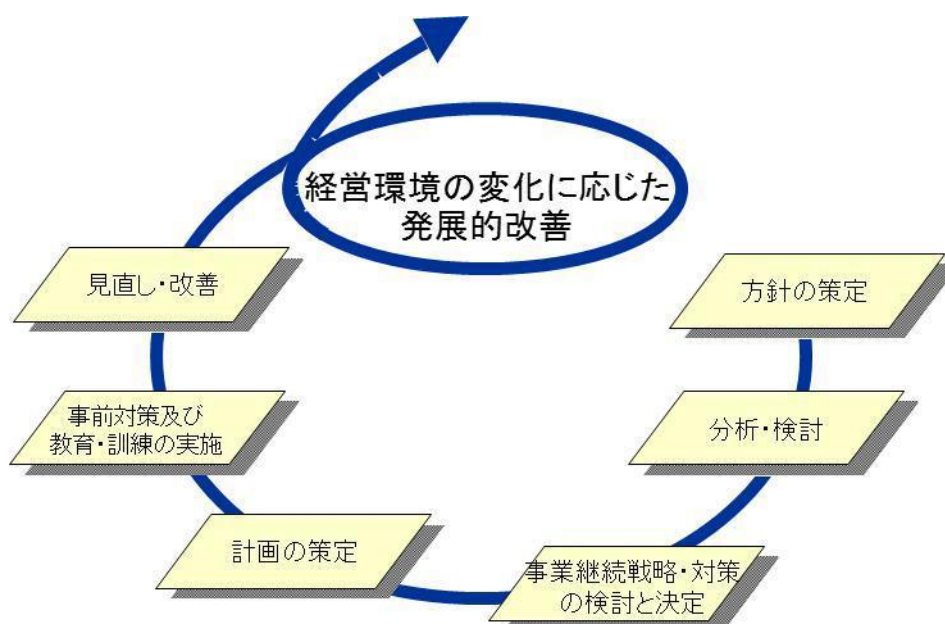 経営環境の変化に応じた
発展的改善
方針の策定
分析・検討
事業継続戦略・対策
の検討と決定
計画の策定
事前対策及び
教育・訓練の実施
見直し・改善